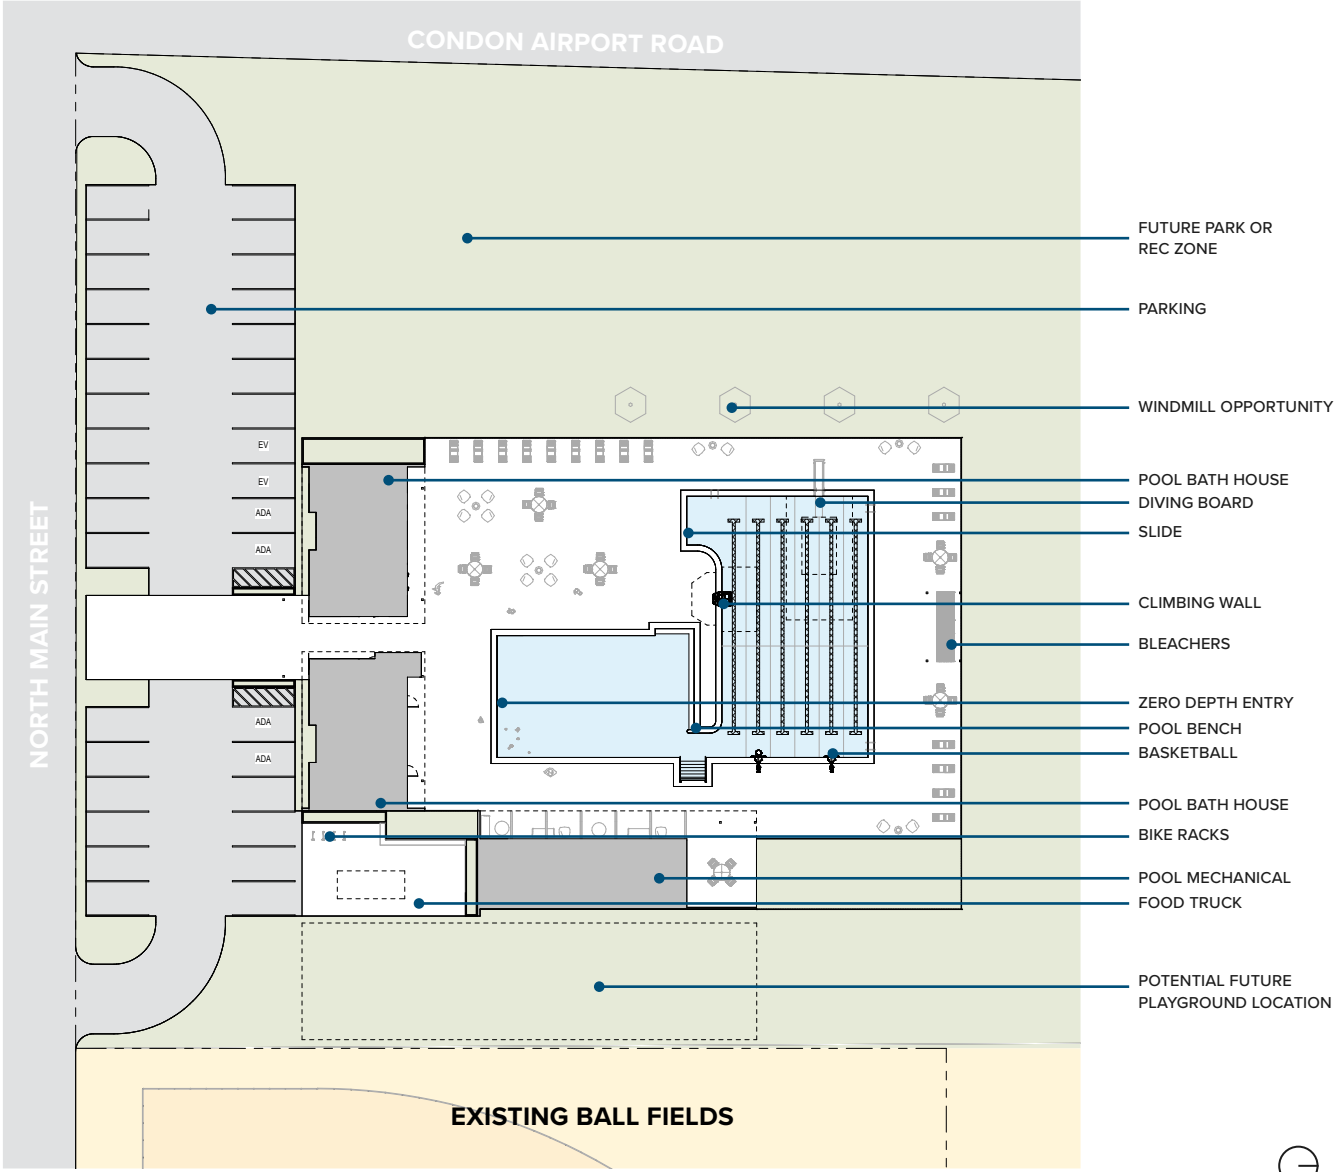 CONDON AIRPORT ROAD
NORTH MAIN STREET
FUTURE PARK OR
REC ZONE
PARKING
WINDMILL OPPORTUNITY
POOL BATH HOUSE
DIVING BOARD
SLIDE
CLIMBING WALL
BLEACHERS
ZERO DEPTH ENTRY
POOL BENCH
BASKETBALL
POOL BATH HOUSE
BIKE RACKS
POOL MECHANICAL
FOOD TRUCK
POTENTIAL FUTURE
PLAYGROUND LOCATION
EV
EV
ADA
ADA
ADA
ADA
EXISTING BALL FIELDS